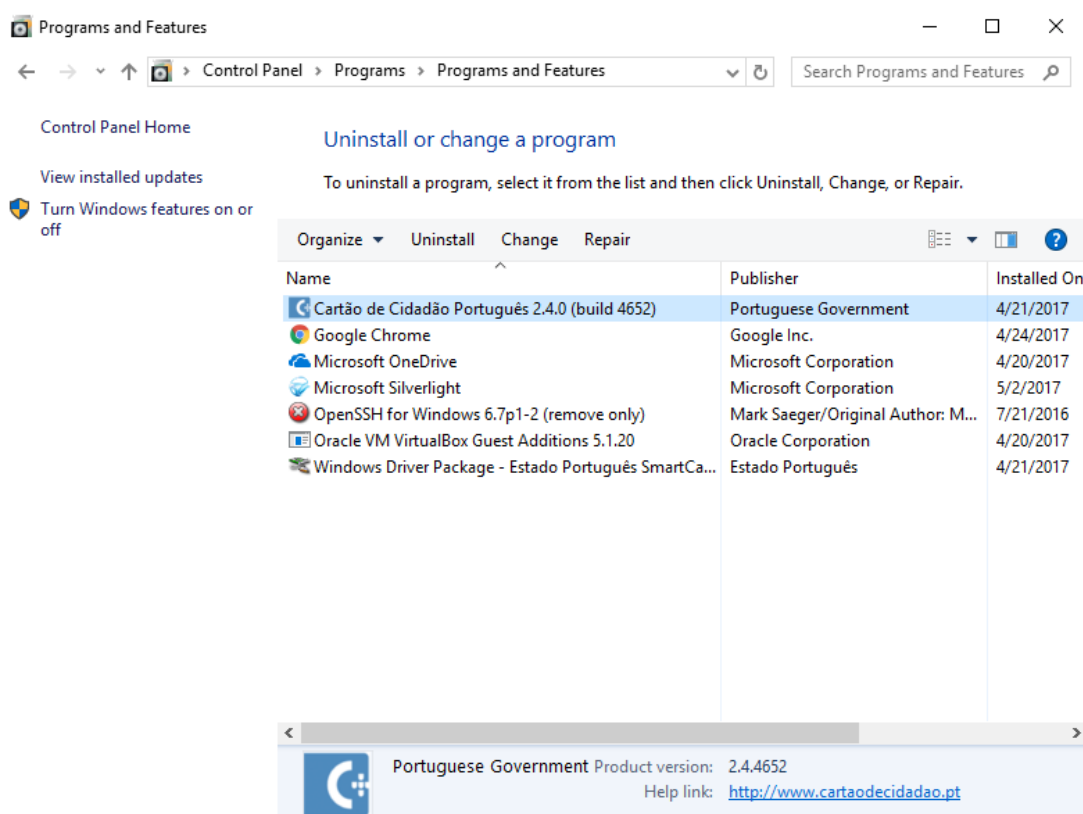 Programs and Features
Control Panel > Programs > Programs and Features
Search Programs and Features
Control Panel Home
View installed updates
Turn Windows features on or
off
Uninstall or change a program
To uninstall a program, select it from the list and then click Uninstall, Change, or Repair.
Organize Uninstall Change Repair
Name Publisher Installed On
Cartão de Cidadão Português 2.4.0 (build 4652) Portuguese Government 4/21/2017
Google Chrome Google Inc. 4/24/2017
Microsoft OneDrive Microsoft Corporation 4/20/2017
Microsoft Silverlight Microsoft Corporation 5/2/2017
OpenSSH for Windows 6.7p1-2 (remove only) Mark Saeger/Original Author: M... 7/21/2016
Oracle VM VirtualBox Guest Additions 5.1.20 Oracle Corporation 4/20/2017
Windows Driver Package - Estado Português SmartCa... Estado Português 4/21/2017
Portuguese Government Product version: 2.4.4652
Help link: http://www.cartaodecidadao.pt